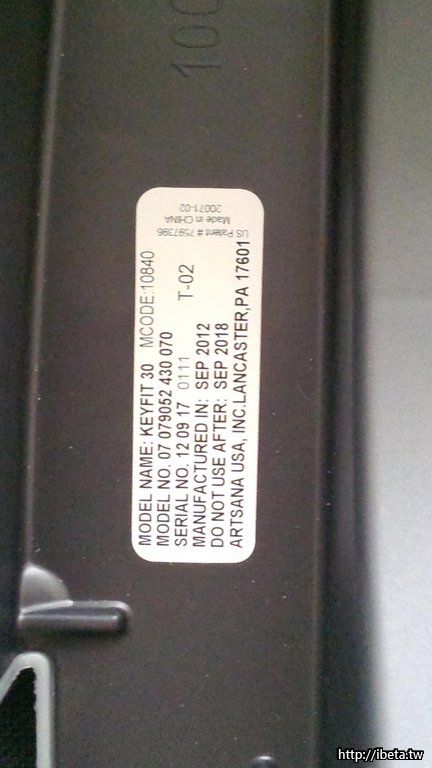 100
MODEL NAME: KEYFIT 30 MCODE:10840
MODEL NO. 07 079052 430 070
SERIAL NO. 12 09 17 0111 T-02
MANUFACTURED IN: SEP 2012
DO NOT USE AFTER: SEP 2018
ARTSANA USA, INC.LANCASTER,PA 17601
US Patent # 7597396
Made in CHINA
20071-02
http://ibeta.tw